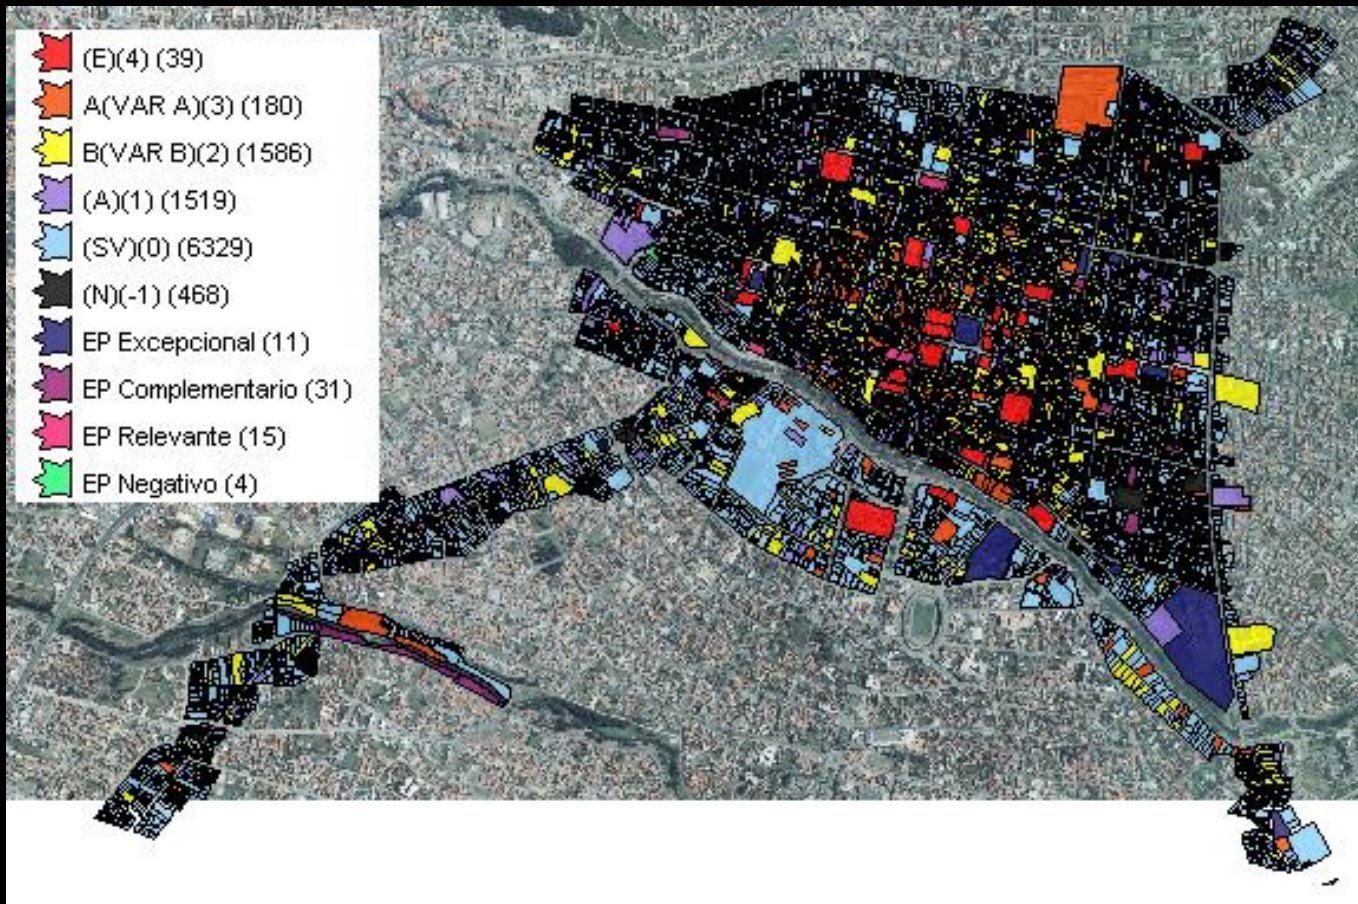 (E)(4) (39)
A(VAR A)(3) (180)
B(VAR B)(2) (1586)
(A)(1) (1519)
(SV)(0) (6329)
(N)(-1) (468)
EP Excepcional (11)
EP Complementario (31)
EP Relevante (15)
EP Negativo (4)